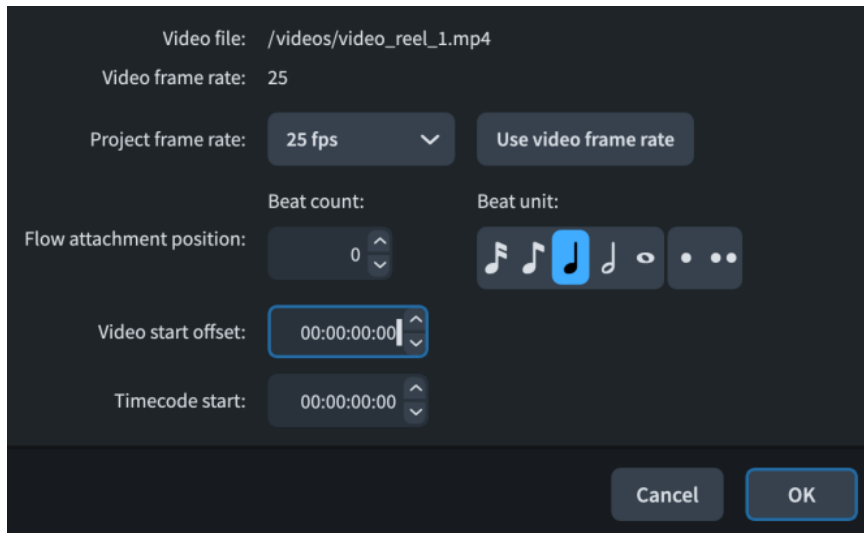 Video file: /videos/video_reel_1.mp4
Video frame rate: 25
Project frame rate: 25 fps Use video frame rate
Beat count: Beat unit:
Flow attachment position: 0
Video start offset: 00:00:00:00
Timecode start: 00:00:00:00
Cancel OK